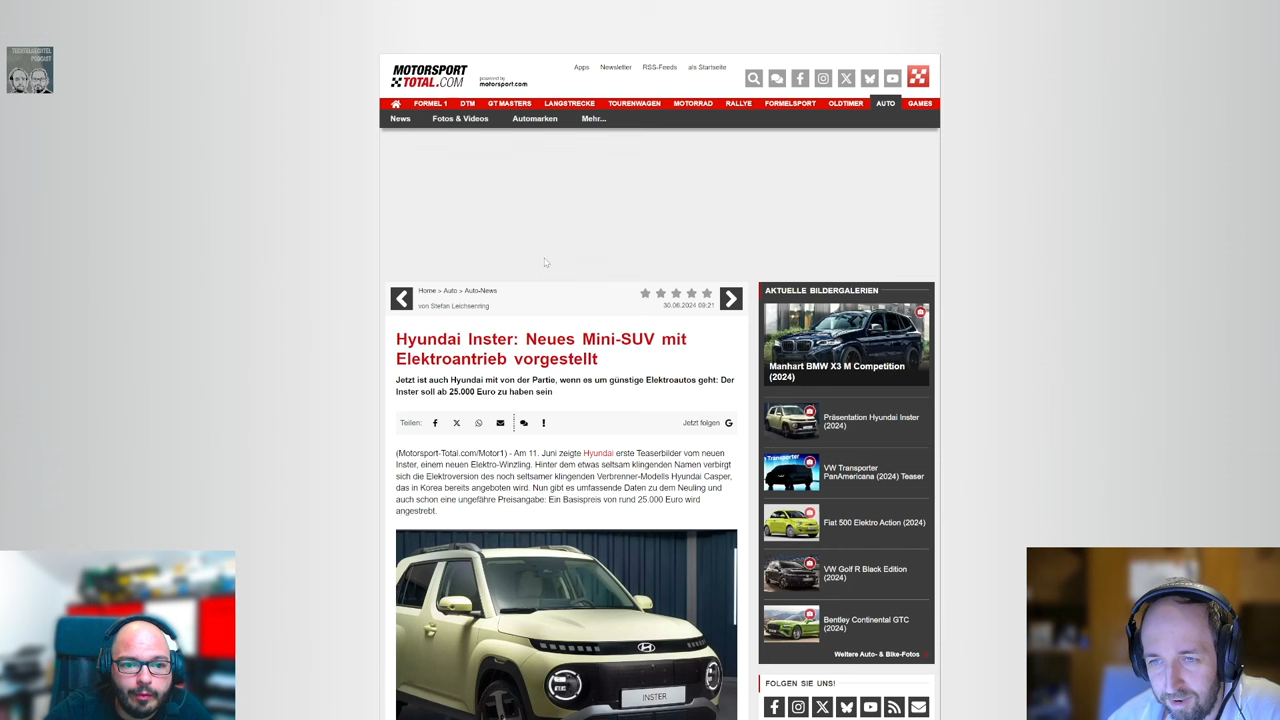 TECHTELMECHTEL
PODCAST
MOTORSPORT
TOTAL.COM
powered by
motorsport.com
Apps Newsletter RSS-Feeds als Startseite
FORMEL 1 DTM GT MASTERS LANGSTRECKE TOURENWAGEN MOTORRAD RALLYE FORMELSPORT OLDTIMER AUTO GAMES
News Fotos & Videos Automarken Mehr...
Home > Auto > Auto-News
von Stefan Leichsenring
30.06.2024 09:21
Hyundai Inster: Neues Mini-SUV mit
Elektroantrieb vorgestellt
Jetzt ist auch Hyundai mit von der Partie, wenn es um günstige Elektroautos geht: Der
Inster soll ab 25.000 Euro zu haben sein
Teilen:
Jetzt folgen
(Motorsport-Total.com/Motor1) - Am 11. Juni zeigte Hyundai erste Teaserbilder vom neuen
Inster, einem neuen Elektro-Winzling. Hinter dem etwas seltsam klingenden Namen verbirgt
sich die Elektroversion des noch seltsamer klingenden Verbrenner-Modells Hyundai Casper,
das in Korea bereits angeboten wird. Nun gibt es umfassende Daten zu dem Neuling und
auch schon eine ungefähre Preisangabe: Ein Basispreis von rund 25.000 Euro wird
angestrebt.
INSTER
AKTUELLE BILDERGALERIEN
Manhart BMW X3 M Competition
(2024)
Präsentation Hyundai Inster
(2024)
Transporter
VW Transporter
PanAmericana (2024) Teaser
Fiat 500 Elektro Action (2024)
VW Golf R Black Edition
(2024)
Bentley Continental GTC
(2024)
Weitere Auto- & Bike-Fotos
FOLGEN SIE UNS!